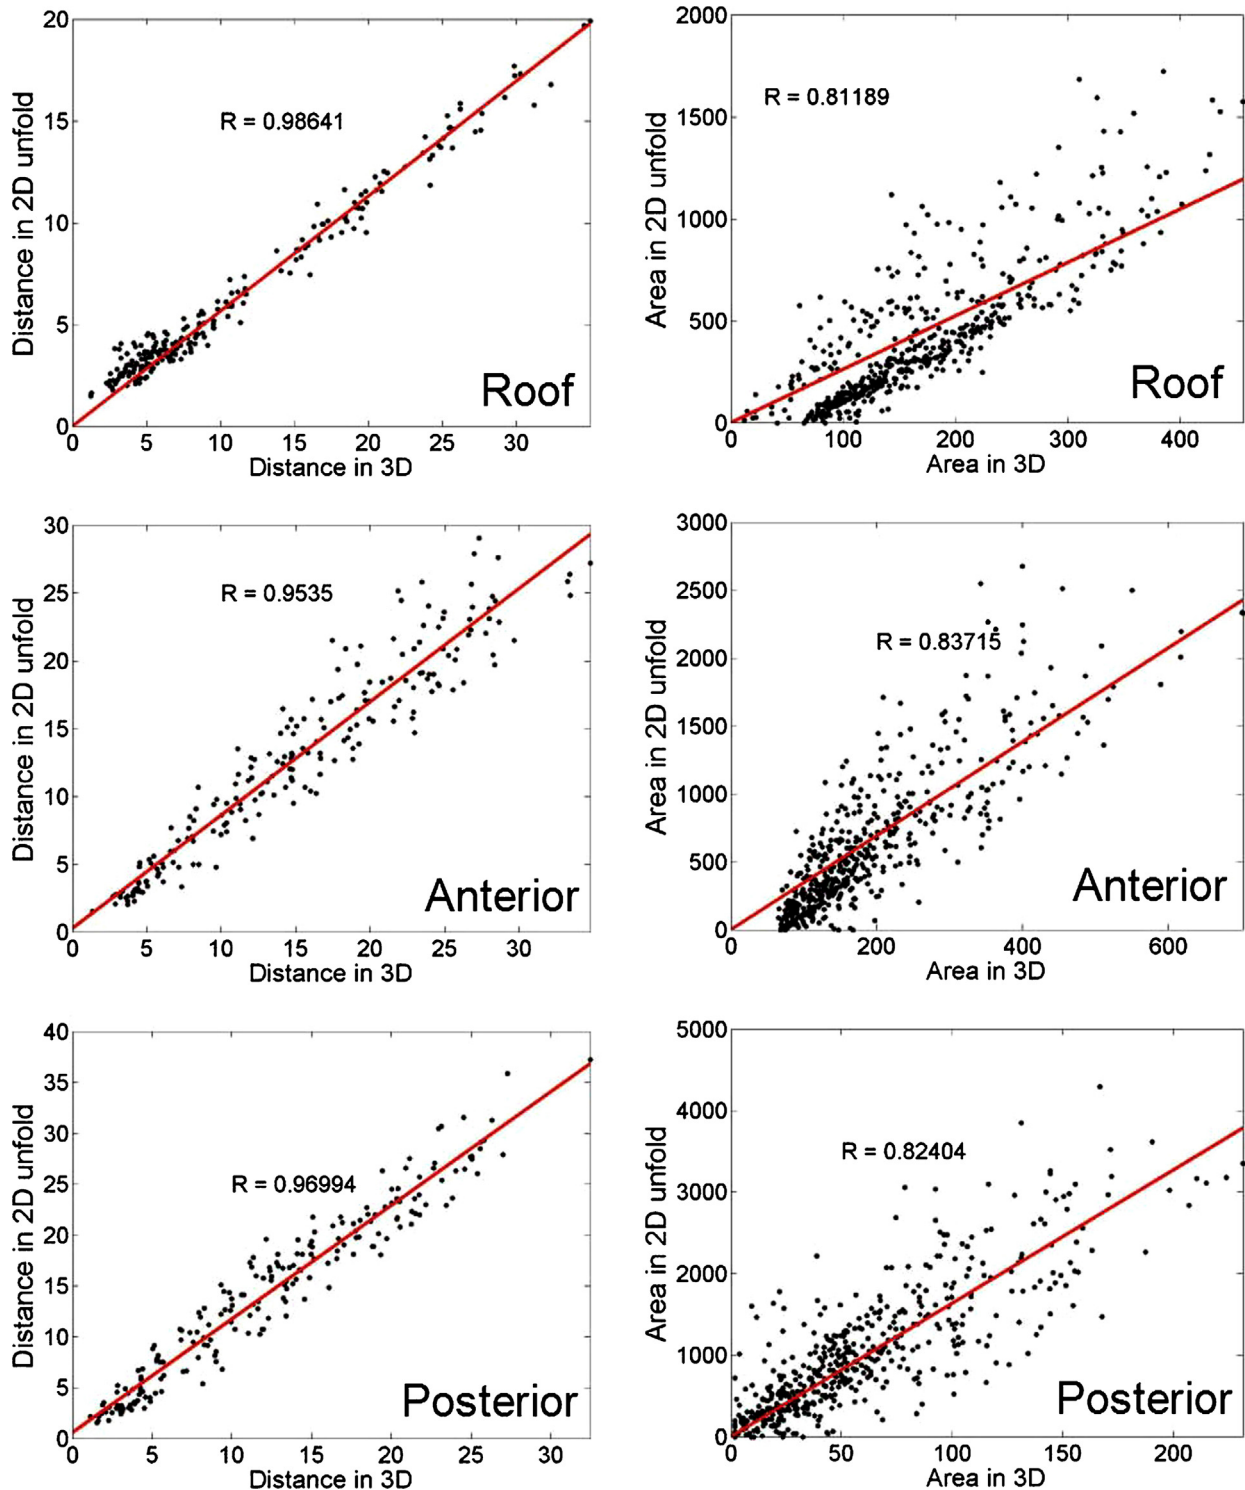 20
15
10
5
0
Distance in 2D unfold
R = 0.98641
Roof
0 5 10 15 20 25 30
Distance in 3D
2000
1500
1000
500
0
Area in 2D unfold
R = 0.81189
Roof
0 100 200 300 400
Area in 3D
30
25
20
15
10
5
0
Distance in 2D unfold
R = 0.9535
Anterior
0 5 10 15 20 25 30
Distance in 3D
3000
2500
2000
1500
1000
500
0
Area in 2D unfold
R = 0.83715
Anterior
0 200 400 600
Area in 3D
40
35
30
25
20
15
10
5
0
Distance in 2D unfold
R = 0.96994
Posterior
0 5 10 15 20 25 30
Distance in 3D
5000
4000
3000
2000
1000
0
Area in 2D unfold
R = 0.82404
Posterior
0 50 100 150 200
Area in 3D